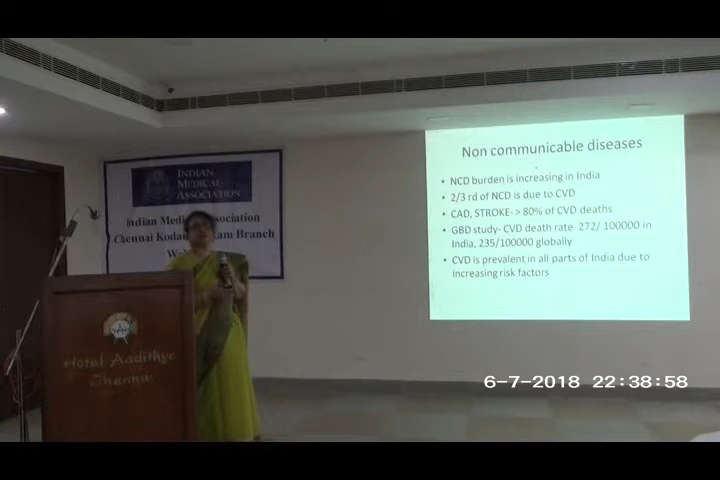 INDIAN
MEDICAL
ASSOCIATION
Indian Medical Association
Chennai Branch
Non communicable diseases
• NCD burden is increasing in India
• 2/3 rd of NCD is due to CVD
• CAD, STROKE-> 80% of CVD deaths
• GBD study- CVD death rate 272/ 100000 in
India, 235/100000 globally
• CVD is prevalent in all parts of India due to
increasing risk factors
Hotel Aadithya
Chennai
6-7-2018 22:38:58